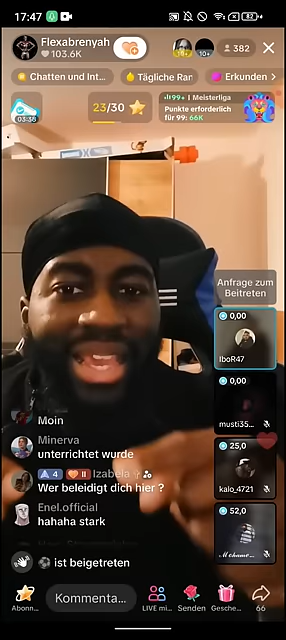 17:47
82
Flexabrenyah
103.6K
10+
382
Chatten und Int...
Tägliche Ran
Erkunden
03:38
23/30
99+ | Meisterliga
Punkte erforderlich
für 99: 66K
Anfrage zum
Beitreten
0,00
IboR47
0,00
musti35...
25,0
kalo_4721
52,0
Moin
Minerva
unterrichtet wurde
4 II Izabela
Wer beleidigt dich hier ?
Enel.official
hahaha stark
ist beigetreten
Abonn...
Kommenta...
LIVE mi...
Senden
Gesche...
66